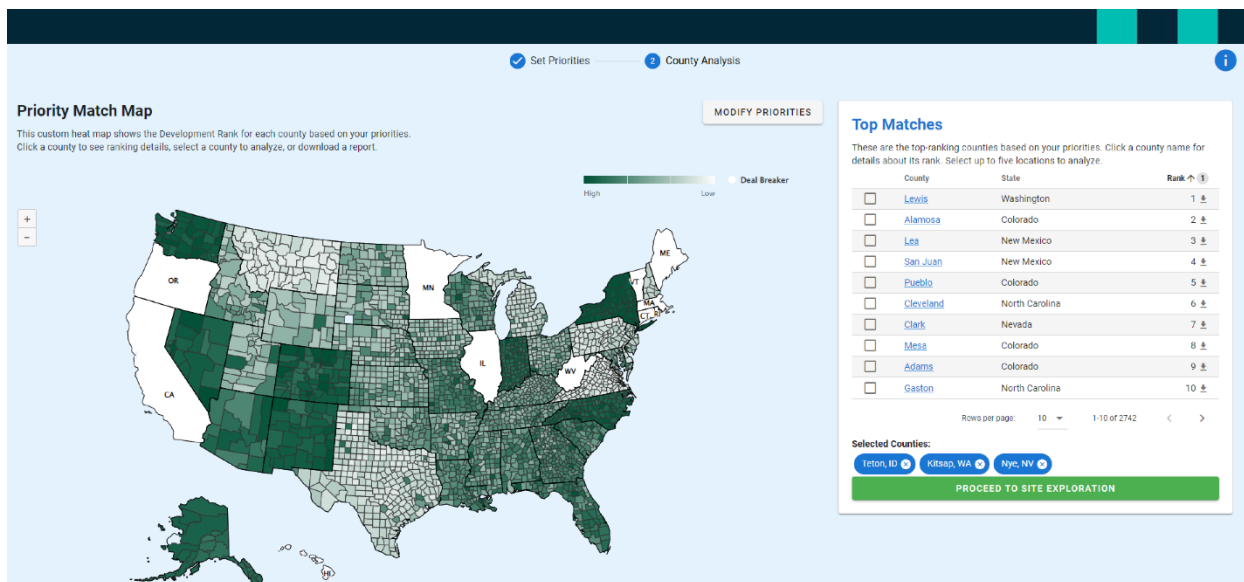 Set Priorities
2 County Analysis
i
Priority Match Map
MODIFY PRIORITIES
This custom heat map shows the Development Rank for each county based on your priorities.
Click a county to see ranking details, select a county to analyze, or download a report.
High
Low
Deal Breaker
+
−
OR
CA
MN
IL
WV
ME
VT
MA
CT
RI
HI
Top Matches
These are the top-ranking counties based on your priorities. Click a county name for
details about its rank. Select up to five locations to analyze.
County State Rank ↑ 1
Lewis Washington 1
Alamosa Colorado 2
Lea New Mexico 3
San Juan New Mexico 4
Pueblo Colorado 5
Cleveland North Carolina 6
Clark Nevada 7
Mesa Colorado 8
Adams Colorado 9
Gaston North Carolina 10
Rows per page: 10 1-10 of 2742
Selected Counties:
Teton, ID Kitsap, WA Nye, NV
PROCEED TO SITE EXPLORATION